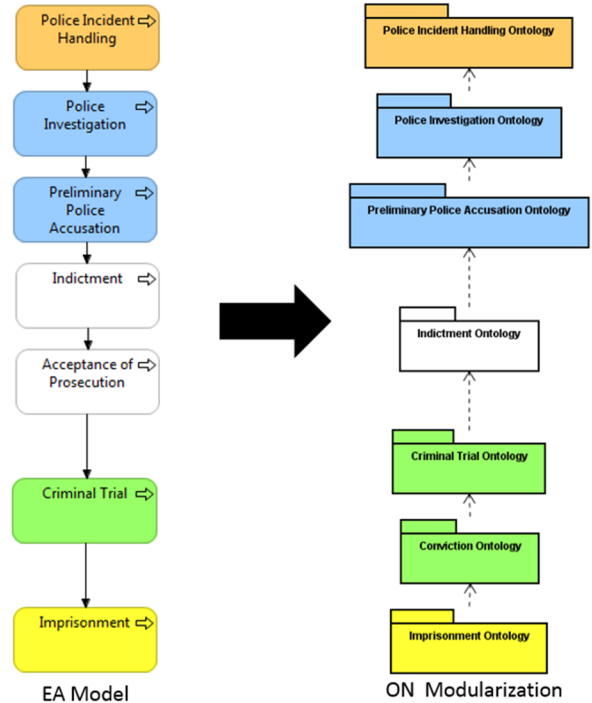 Police Incident
Handling
Police
Investigation
Preliminary
Police
Accusation
Indictment
Acceptance of
Prosecution
Criminal Trial
Imprisonment
EA Model
Police Incident Handling Ontology
Police Investigation Ontology
Preliminary Police Accusation Ontology
Indictment Ontology
Criminal Trial Ontology
Conviction Ontology
Imprisonment Ontology
ON Modularization